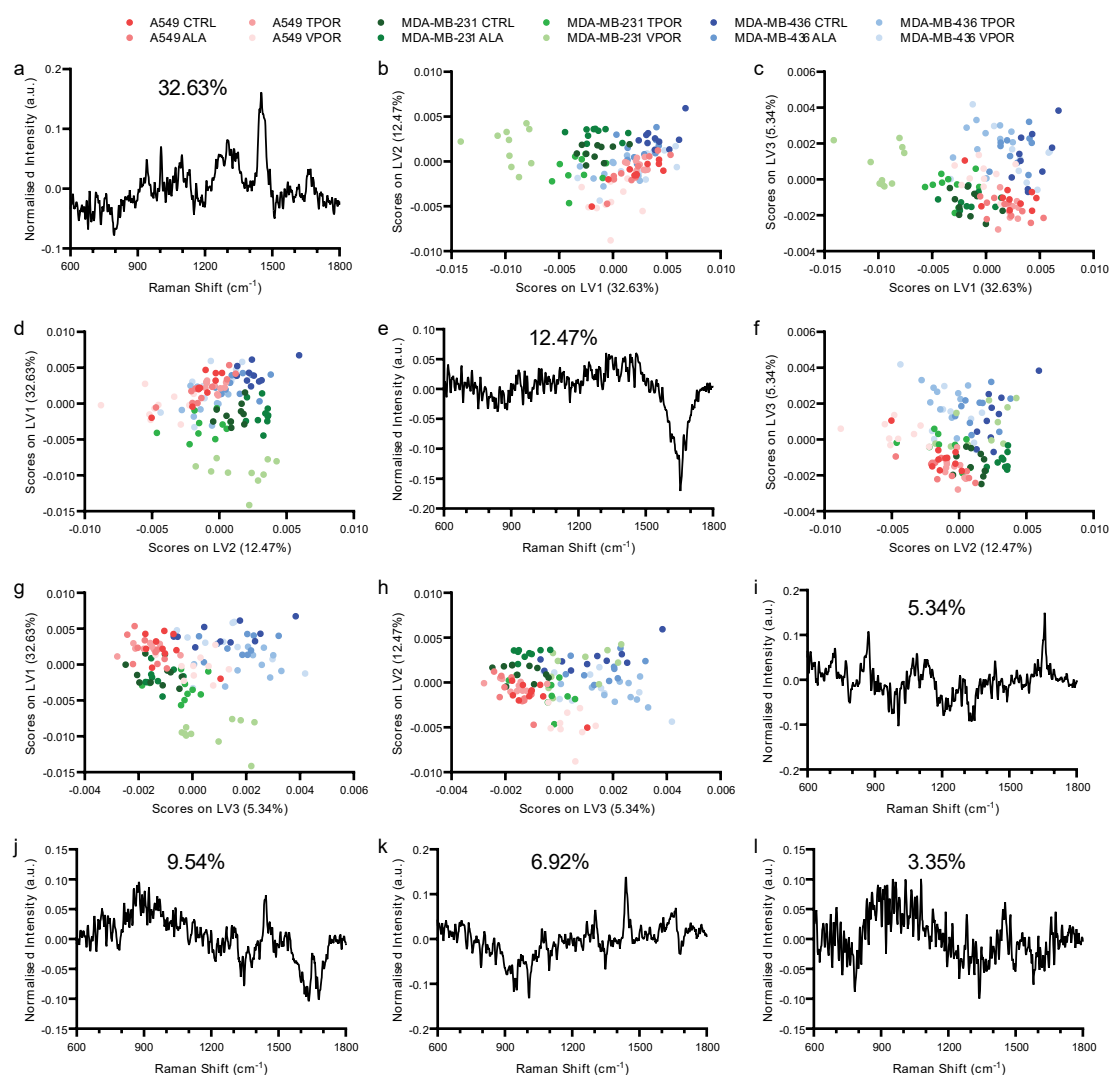 A549 CTRL A549 TPOR MDA-MB-231 CTRL MDA-MB-231 TPOR MDA-MB-436 CTRL MDA-MB-436 TPOR
A549 ALA A549 VPOR MDA-MB-231 ALA MDA-MB-231 VPOR MDA-MB-436 ALA MDA-MB-436 VPOR
a
32.63%
Normalised Intensity (a.u.)
0.2
0.1
0.0
-0.1
600 900 1200 1500 1800
Raman Shift (cm⁻¹)
b
Scores on LV2 (12.47%)
0.010
0.005
0.000
-0.005
-0.010
-0.015 -0.010 -0.005 0.000 0.005 0.010
Scores on LV1 (32.63%)
c
Scores on LV3 (5.34%)
0.006
0.004
0.002
0.000
-0.002
-0.004
-0.015 -0.010 -0.005 0.000 0.005 0.010
Scores on LV1 (32.63%)
d
Scores on LV1 (32.63%)
0.010
0.005
0.000
-0.005
-0.010
-0.015
-0.010 -0.005 0.000 0.005 0.010
Scores on LV2 (12.47%)
e
12.47%
Normalised Intensity (a.u.)
0.10
0.05
0.00
-0.05
-0.10
-0.15
-0.20
600 900 1200 1500 1800
Raman Shift (cm⁻¹)
f
Scores on LV3 (5.34%)
0.006
0.004
0.002
0.000
-0.002
-0.004
-0.010 -0.005 0.000 0.005 0.010
Scores on LV2 (12.47%)
g
Scores on LV1 (32.63%)
0.010
0.005
0.000
-0.005
-0.010
-0.015
-0.004 -0.002 0.000 0.002 0.004 0.006
Scores on LV3 (5.34%)
h
Scores on LV2 (12.47%)
0.010
0.005
0.000
-0.005
-0.010
-0.004 -0.002 0.000 0.002 0.004 0.006
Scores on LV3 (5.34%)
i
5.34%
Normalised Intensity (a.u.)
0.2
0.1
0.0
-0.1
-0.2
600 900 1200 1500 1800
Raman Shift (cm⁻¹)
j
9.54%
Normalised Intensity (a.u.)
0.15
0.10
0.05
0.00
-0.05
-0.10
-0.15
600 900 1200 1500 1800
Raman Shift (cm⁻¹)
k
6.92%
Normalised Intensity (a.u.)
0.2
0.1
0.0
-0.1
-0.2
600 900 1200 1500 1800
Raman Shift (cm⁻¹)
l
3.35%
Normalised Intensity (a.u.)
0.15
0.10
0.05
0.00
-0.05
-0.10
-0.15
600 900 1200 1500 1800
Raman Shift (cm⁻¹)